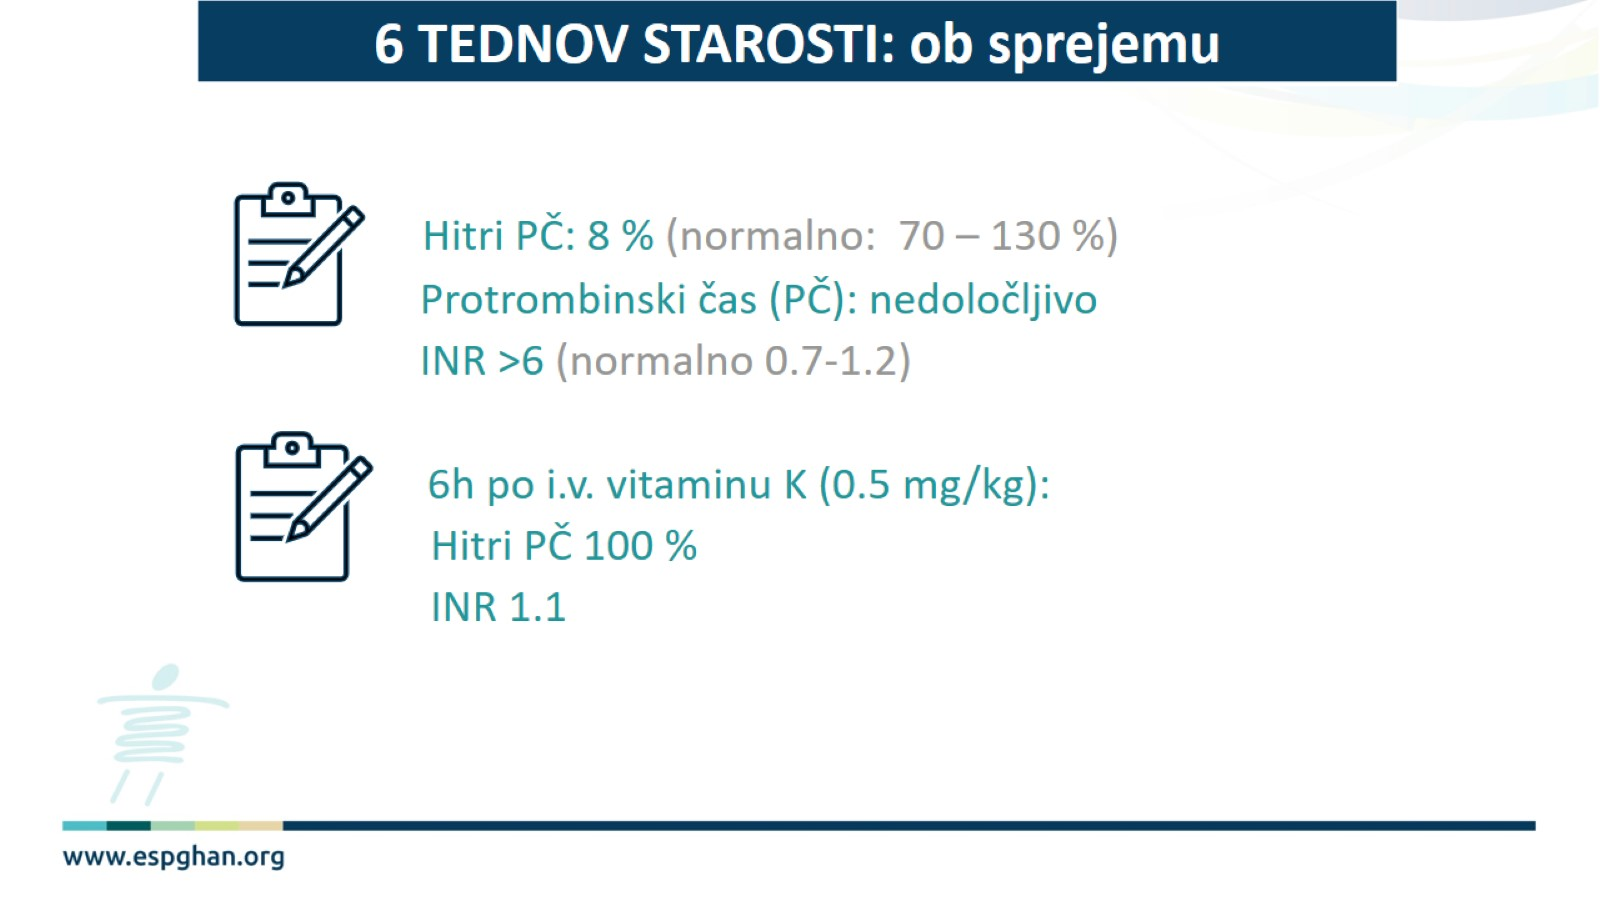 6 TEDNOV STAROSTI: ob sprejemu
Hitri PČ: 8 % (normalno: 70 – 130 %)
Protrombinski čas (PČ): nedoločljivo
INR >6 (normalno 0.7-1.2)
6h po i.v. vitaminu K (0.5 mg/kg):
Hitri PČ 100 %
INR 1.1
www.espghan.org